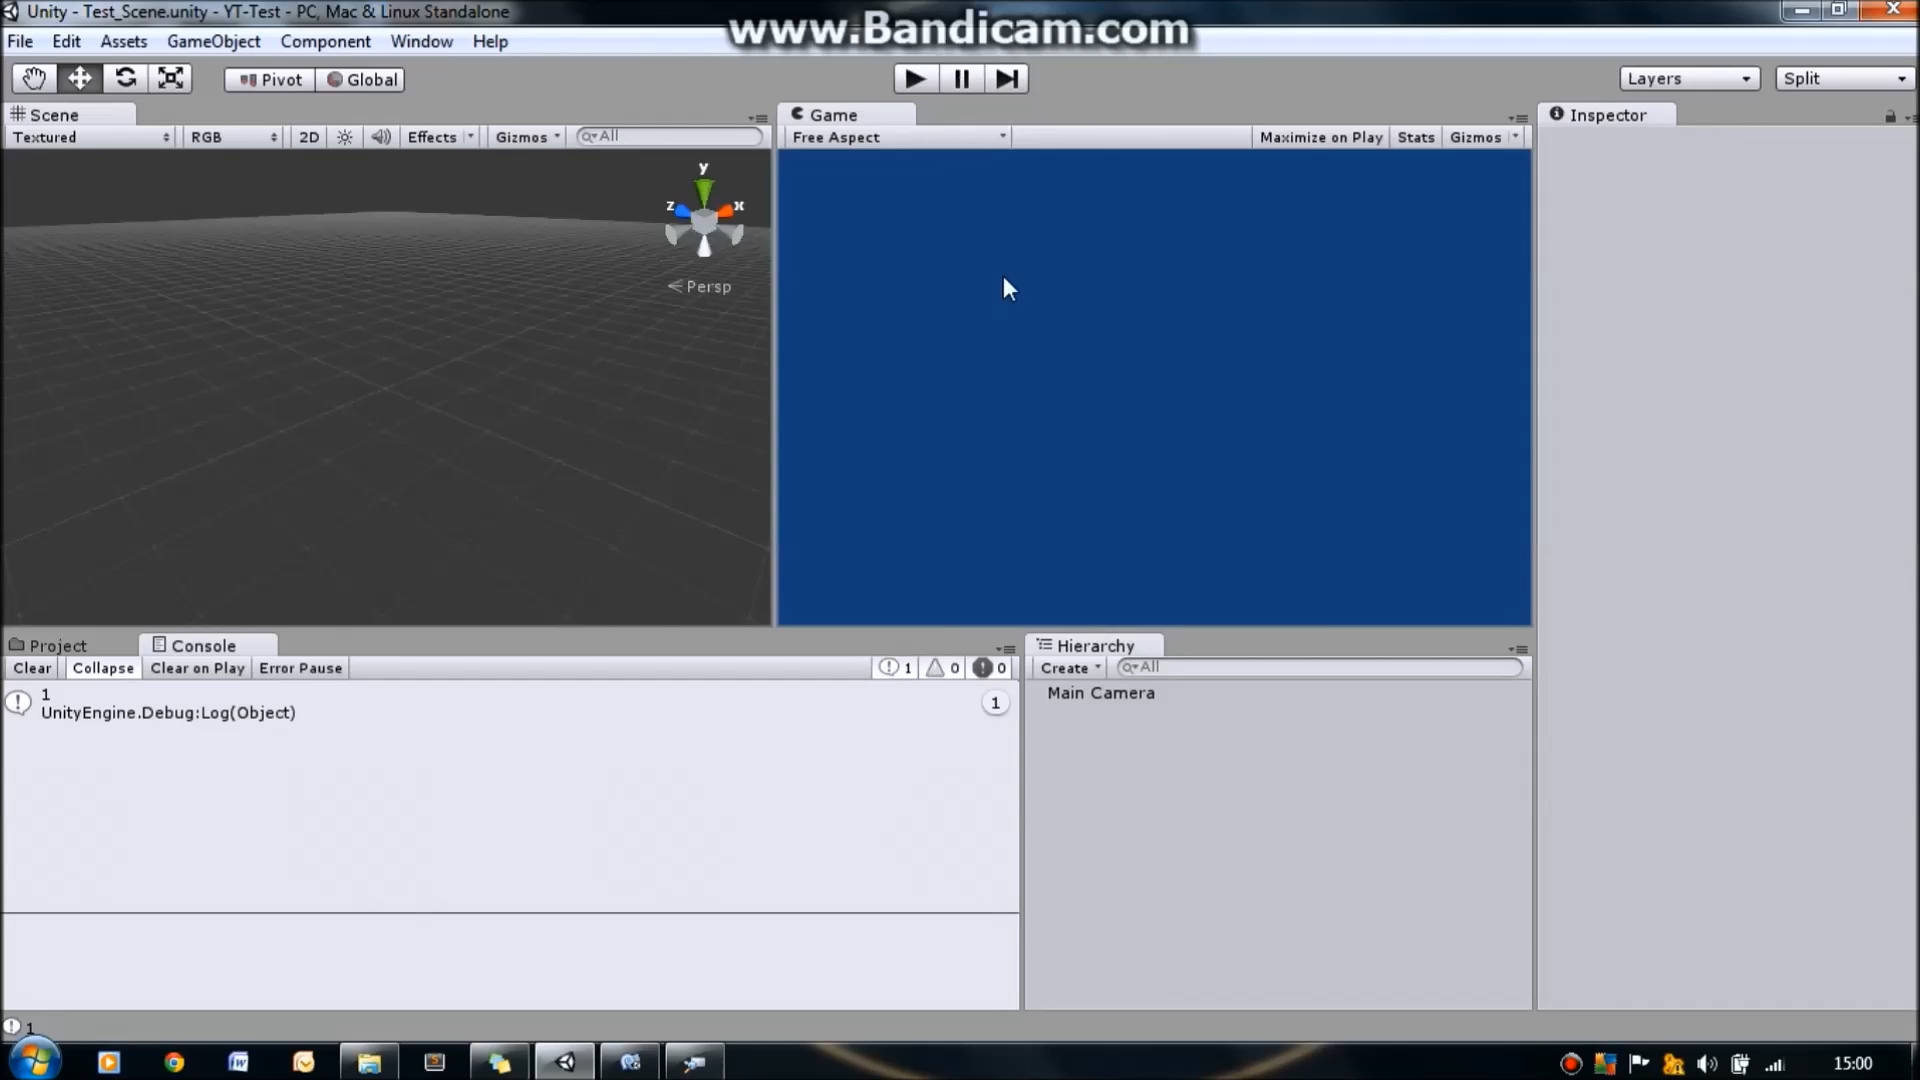 Unity - Test_Scene.unity - YT-Test - PC, Mac & Linux Standalone
www.Bandicam.com
File Edit Assets GameObject Component Window Help
Pivot Global Layers Split
Scene Game Inspector
Textured RGB 2D Effects Gizmos All Free Aspect Maximize on Play Stats Gizmos
y
z x
Persp
Project Console Hierarchy
Clear Collapse Clear on Play Error Pause 1 0 0 Create All
1
UnityEngine.Debug:Log(Object) 1
Main Camera
1
15:00